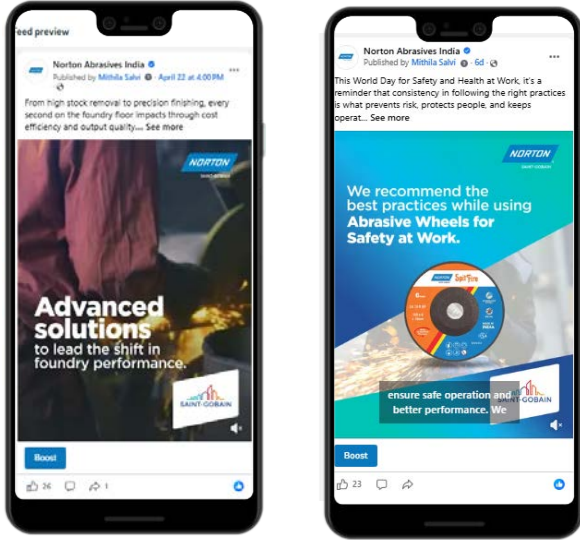 Feed preview
Norton Abrasives India
Published by Mithila Salvi · April 22 at 4:00 PM
From high stock removal to precision finishing, every
second on the foundry floor impacts through cost
efficiency and output quality.... See more
NORTON
SAINT-GOBAIN
Advanced
solutions
to lead the shift in
foundry performance.
SAINT-GOBAIN
Boost
26
1
Norton Abrasives India
Published by Mithila Salvi · 6d ·
This World Day for Safety and Health at Work, it's a
reminder that consistency in following the right practices
is what prevents risk, protects people, and keeps
operat... See more
NORTON
SAINT-GOBAIN
We recommend the
best practices while using
Abrasive Wheels for
Safety at Work.
NORTON
SpitFire
ensure safe operation and
better performance. We
SAINT-GOBAIN
Boost
23